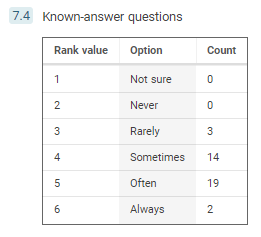 7.4 Known-answer questions
Rank value Option Count
1 Not sure 0
2 Never 0
3 Rarely 3
4 Sometimes 14
5 Often 19
6 Always 2